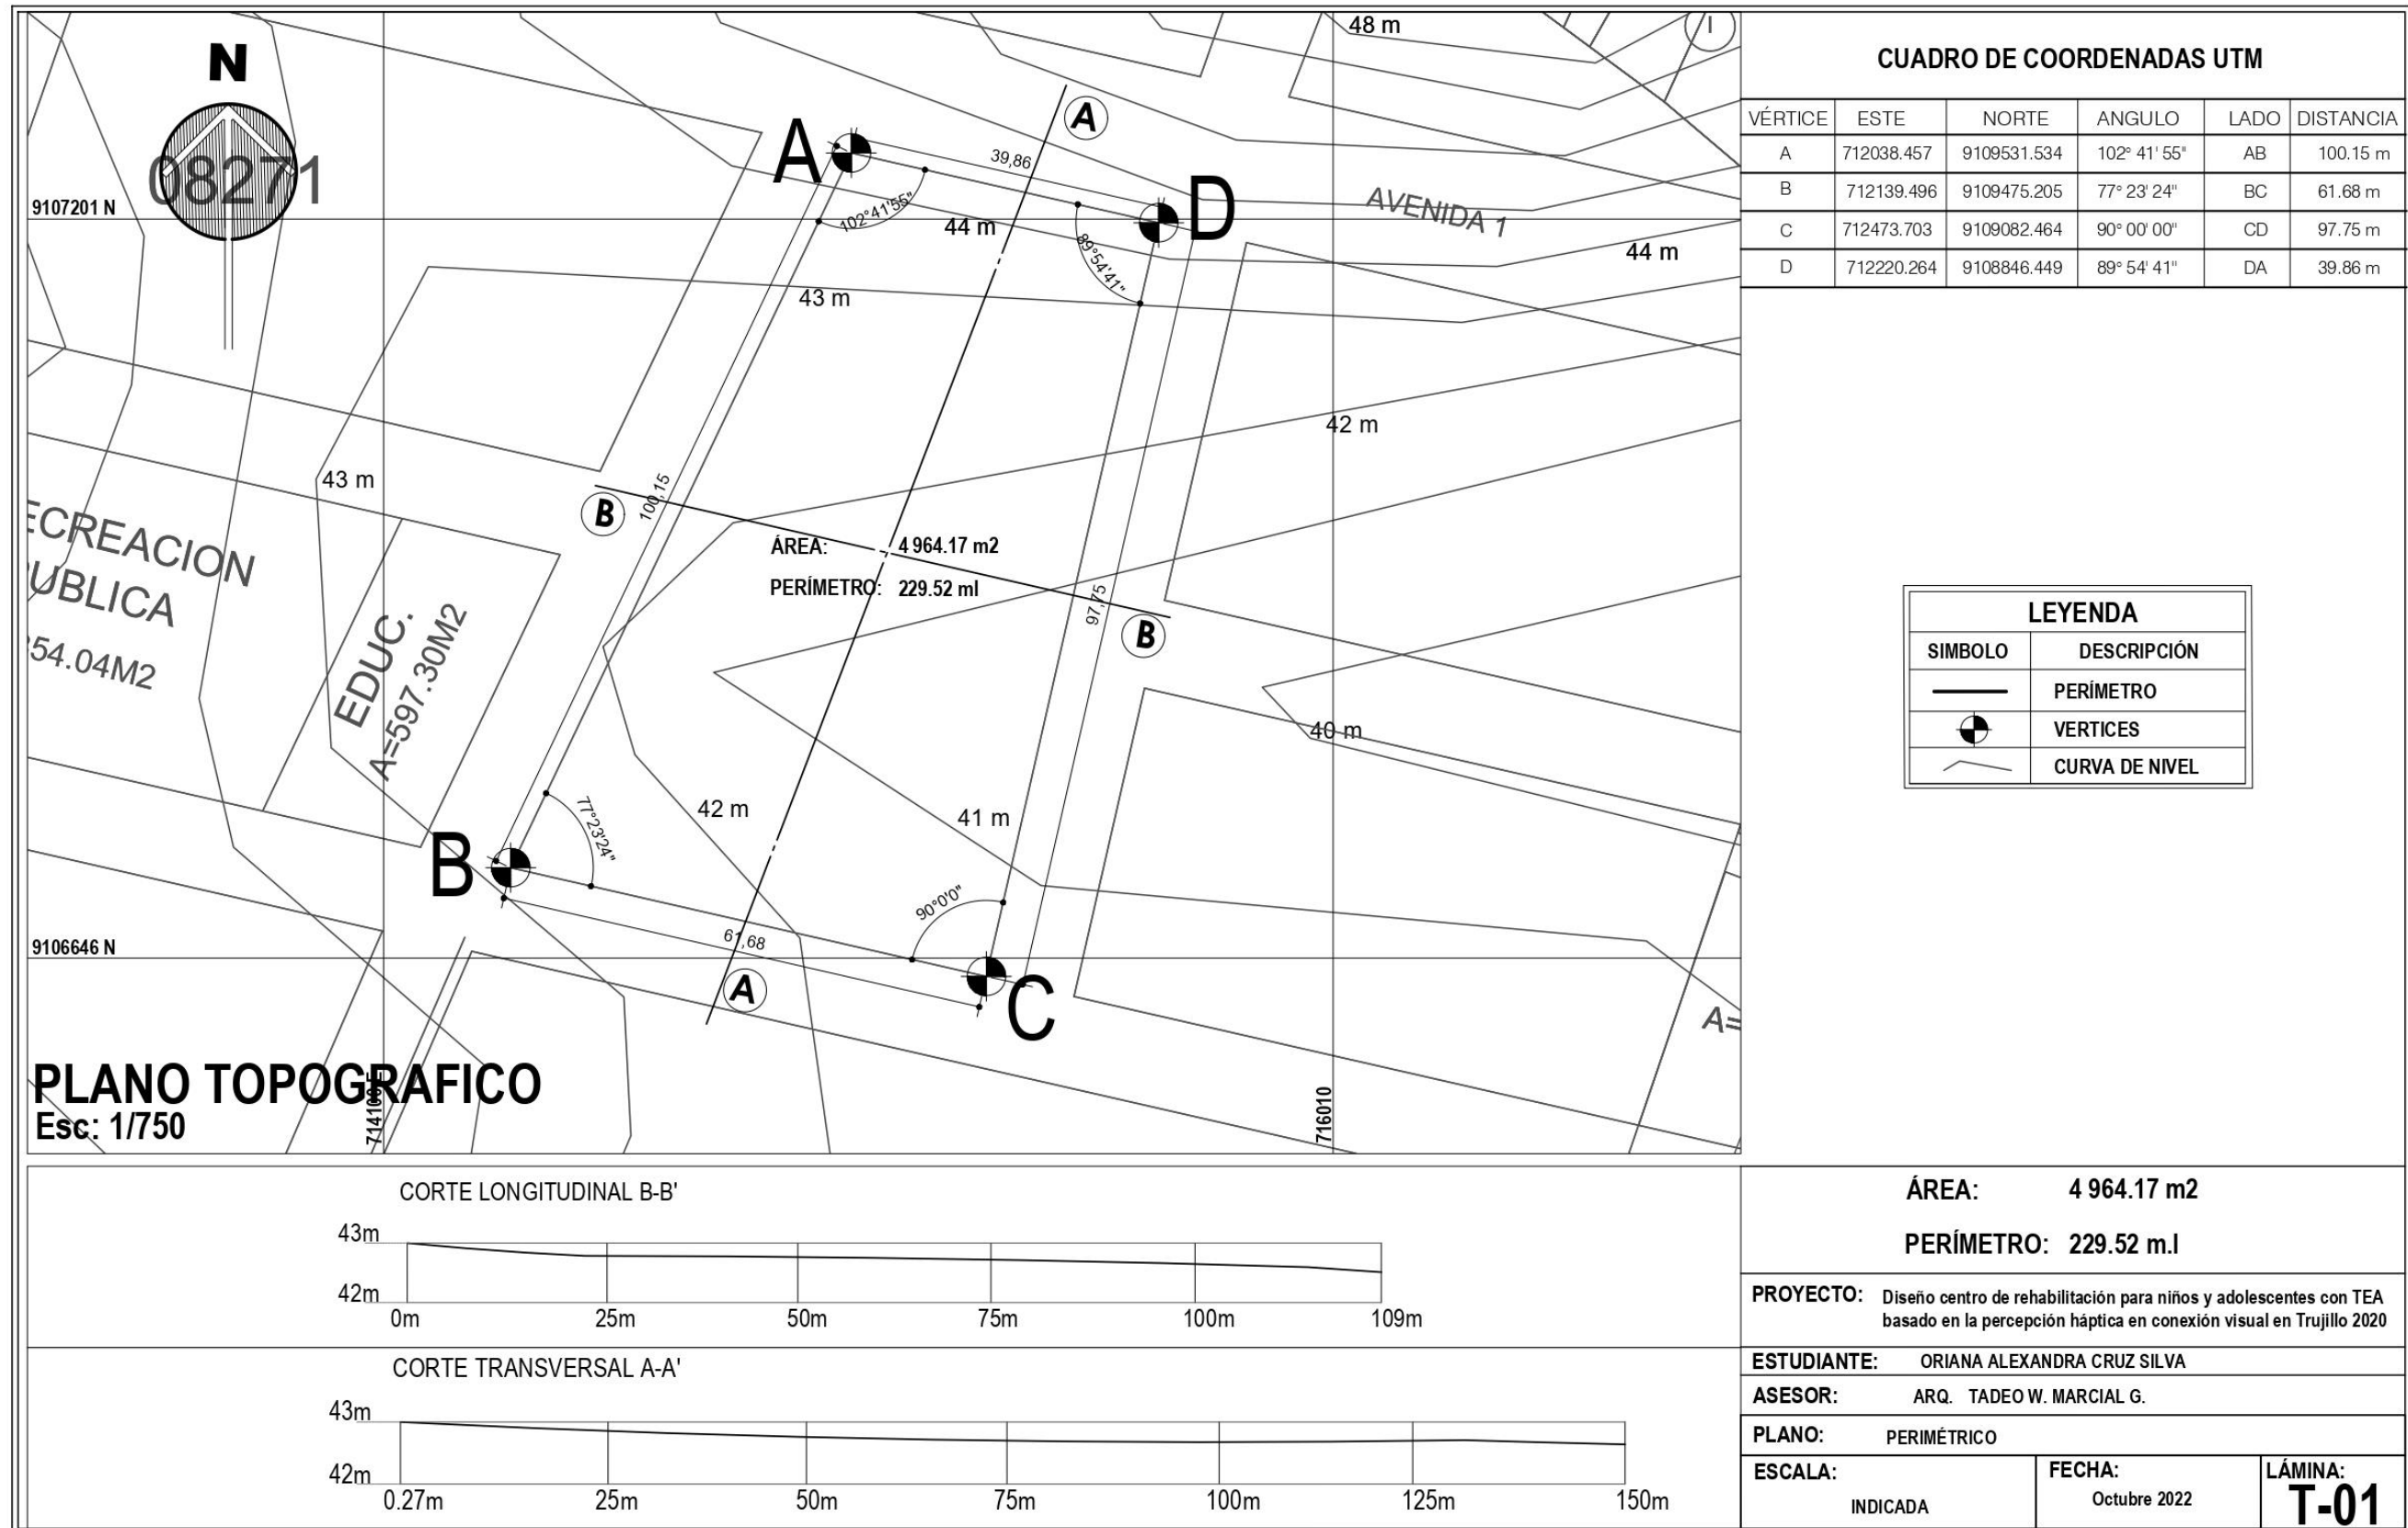 N
08271
9107201 N
48 m
I
A
A
39,86
D
102°41'55"
44 m
89°54'41"
AVENIDA 1
44 m
43 m
42 m
43 m
B
100,15
ÁREA: 4 964.17 m2
PERÍMETRO: 229.52 ml
97,75
B
ECREACION
UBLICA
54.04M2
EDUC.
A=597.30M2
40 m
77°23'24"
42 m
41 m
B
90°0'0"
61,68
9106646 N
A
C
A=
PLANO TOPOGRAFICO
Esc: 1/750
716010
CUADRO DE COORDENADAS UTM
VÉRTICE ESTE NORTE ANGULO LADO DISTANCIA
A 712038.457 9109531.534 102° 41' 55" AB 100.15 m
B 712139.496 9109475.205 77° 23' 24" BC 61.68 m
C 712473.703 9109082.464 90° 00' 00" CD 97.75 m
D 712220.264 9108846.449 89° 54' 41" DA 39.86 m
LEYENDA
SIMBOLO DESCRIPCIÓN
PERÍMETRO
VERTICES
CURVA DE NIVEL
CORTE LONGITUDINAL B-B'
43m
42m
0m 25m 50m 75m 100m 109m
CORTE TRANSVERSAL A-A'
43m
42m
0.27m 25m 50m 75m 100m 125m 150m
ÁREA: 4 964.17 m2
PERÍMETRO: 229.52 m.l
PROYECTO: Diseño centro de rehabilitación para niños y adolescentes con TEA
basado en la percepción háptica en conexión visual en Trujillo 2020
ESTUDIANTE: ORIANA ALEXANDRA CRUZ SILVA
ASESOR: ARQ. TADEO W. MARCIAL G.
PLANO: PERIMÉTRICO
ESCALA: INDICADA
FECHA: Octubre 2022
LÁMINA: T-01